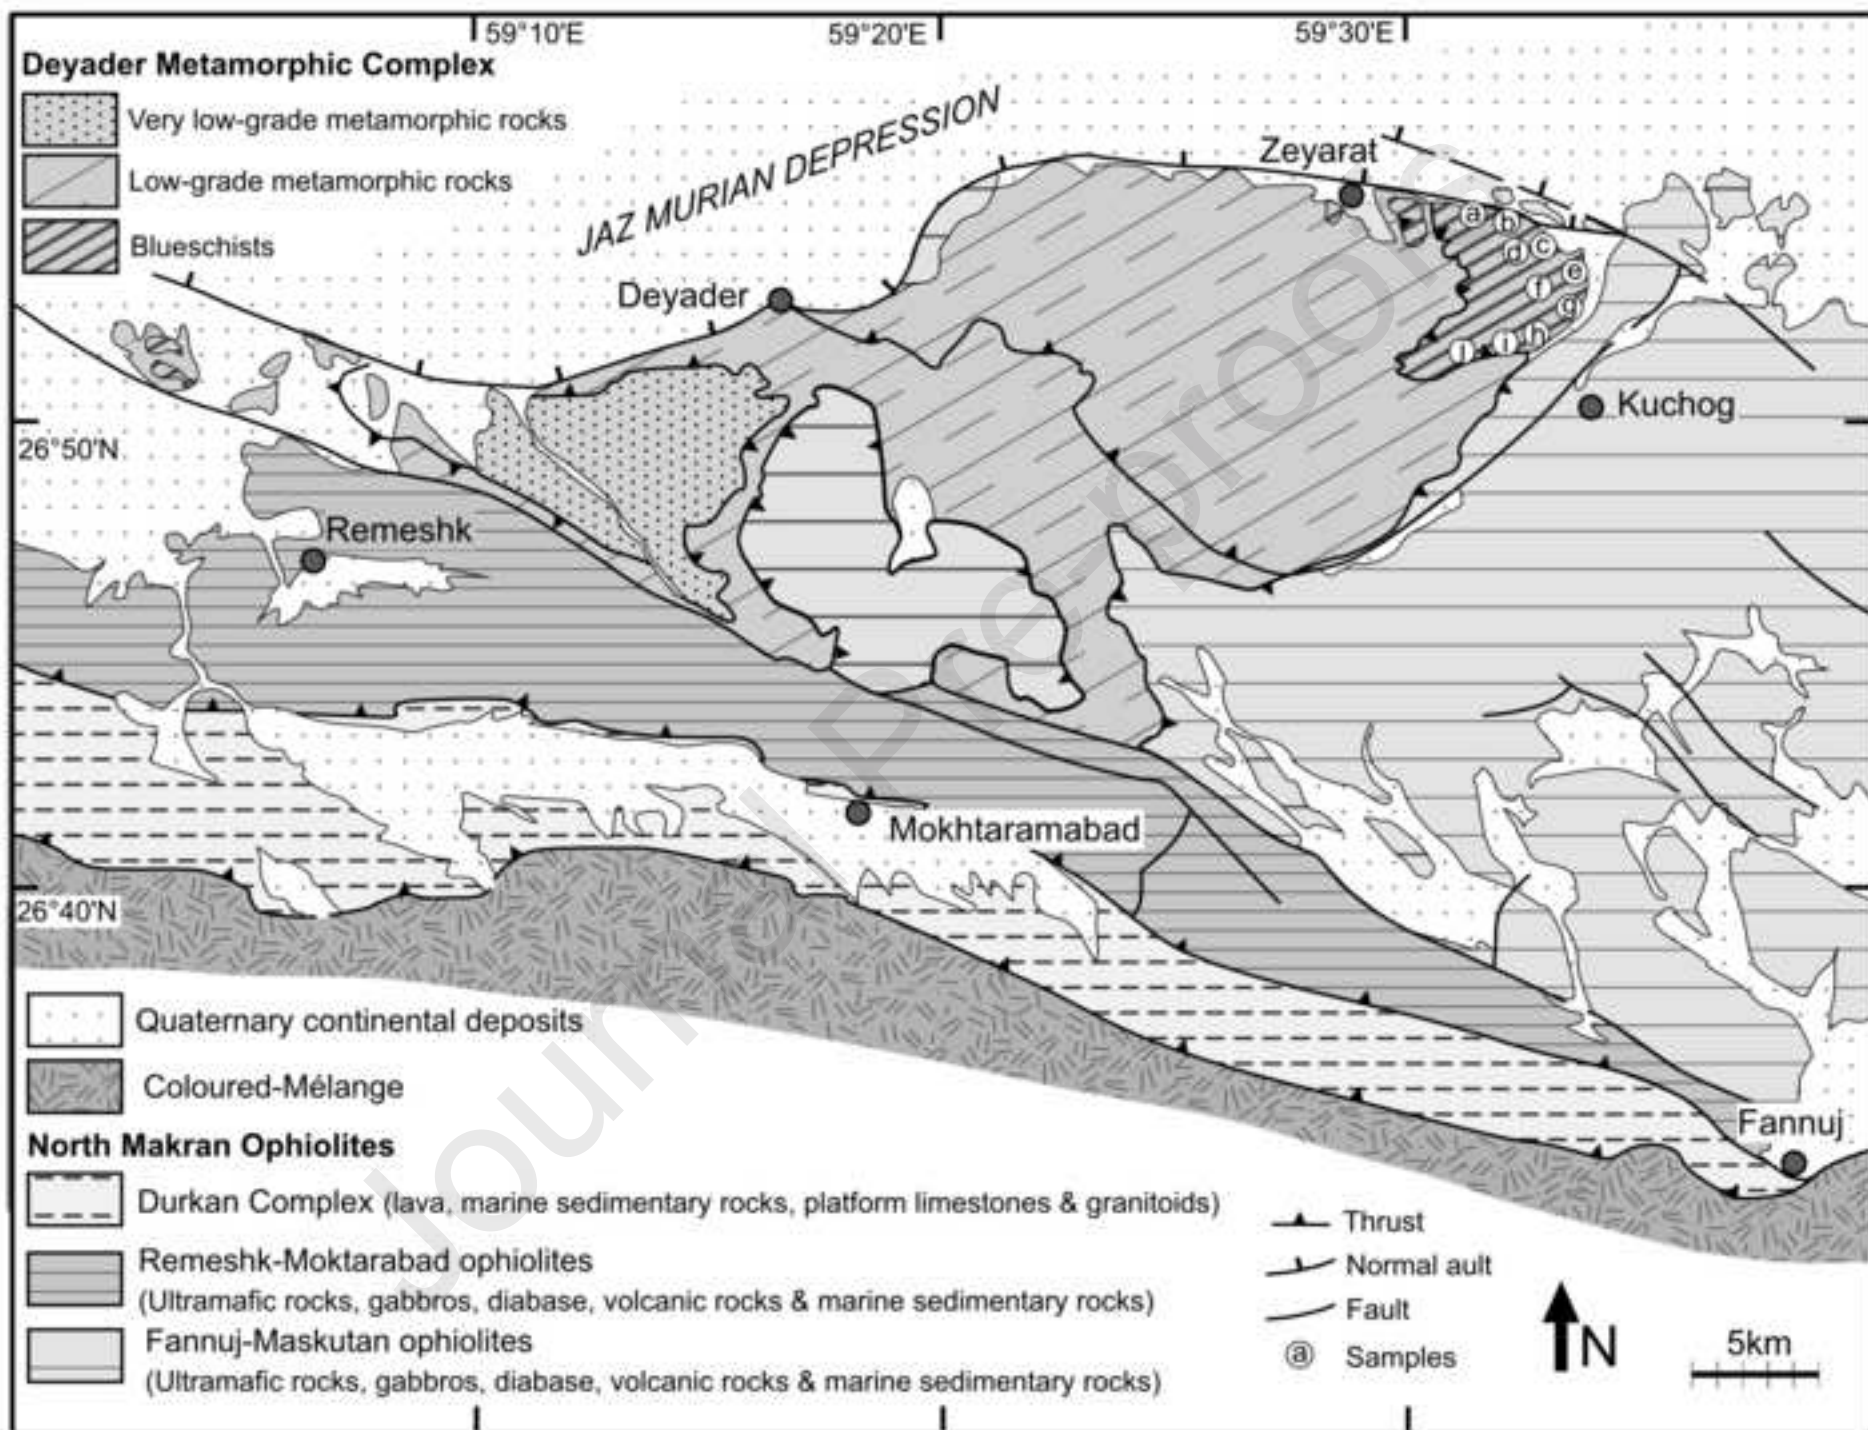 59°10'E
59°20'E
59°30'E
Deyader Metamorphic Complex
Very low-grade metamorphic rocks
Low-grade metamorphic rocks
Blueschists
JAZ MURIAN DEPRESSION
Zeyarat
a
b
c
d
e
f
g
h
i
j
Deyader
Kuchog
26°50'N
Remeshk
Mokhtaramabad
26°40'N
Fannuj
Quaternary continental deposits
Coloured-Mélange
North Makran Ophiolites
Durkan Complex (lava, marine sedimentary rocks, platform limestones & granitoids)
Remeshk-Moktarabad ophiolites
(Ultramafic rocks, gabbros, diabase, volcanic rocks & marine sedimentary rocks)
Fannuj-Maskutan ophiolites
(Ultramafic rocks, gabbros, diabase, volcanic rocks & marine sedimentary rocks)
Thrust
Normal ault
Fault
a Samples
N
5km
Journal Pre-proofs